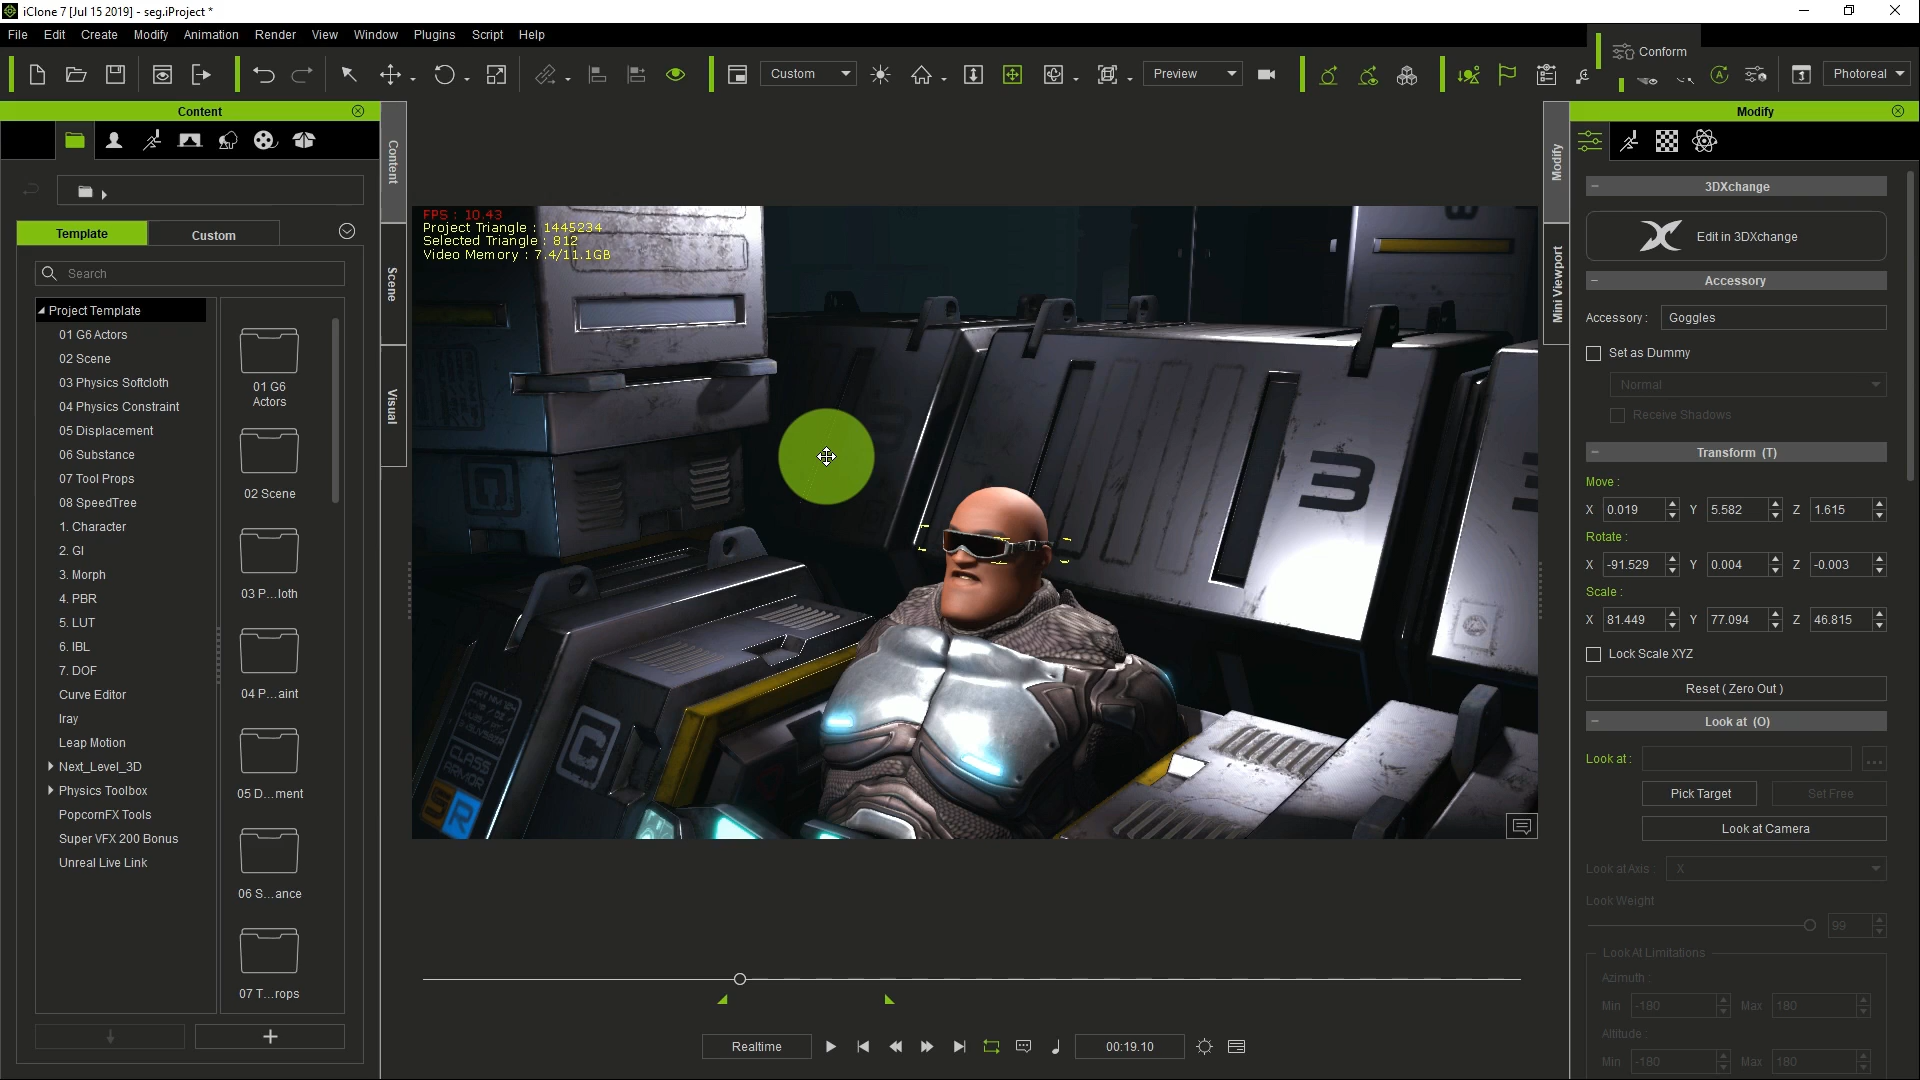 iClone 7 [Jul 15 2019] - seg.iProject *
File Edit Create Modify Animation Render View Window Plugins Script Help
Conform
Custom
Preview
Photoreal
Content
Modify
Content
Scene
Visual
Modify
Mini Viewport
Template
Custom
Search
Project Template
01 G6 Actors
02 Scene
03 Physics Softcloth
04 Physics Constraint
05 Displacement
06 Substance
07 Tool Props
08 SpeedTree
1. Character
2. GI
3. Morph
4. PBR
5. LUT
6. IBL
7. DOF
Curve Editor
Iray
Leap Motion
Next_Level_3D
Physics Toolbox
PopcornFX Tools
Super VFX 200 Bonus
Unreal Live Link
01 G6
Actors
02 Scene
03 P...loth
04 P...aint
05 D...ment
06 S...ance
07 T...rops
FPS : 10.43
Project Triangle : 1445234
Selected Triangle : 812
Video Memory : 7.4/11.1GB
3
CLASS
ARMOR
SR
Realtime
00:19.10
3DXchange
Edit in 3DXchange
Accessory
Accessory : Goggles
Set as Dummy
Normal
Receive Shadows
Transform (T)
Move :
X 0.019 Y 5.582 Z 1.615
Rotate :
X -91.529 Y 0.004 Z -0.003
Scale :
X 81.449 Y 77.094 Z 46.815
Lock Scale XYZ
Reset ( Zero Out )
Look at (O)
Look at : ...
Pick Target Set Free
Look at Camera
Look at Axis : X
Look Weight
99
Look At Limitations
Azimuth :
Min -180 Max 180
Altitude :
Min -180 Max 180